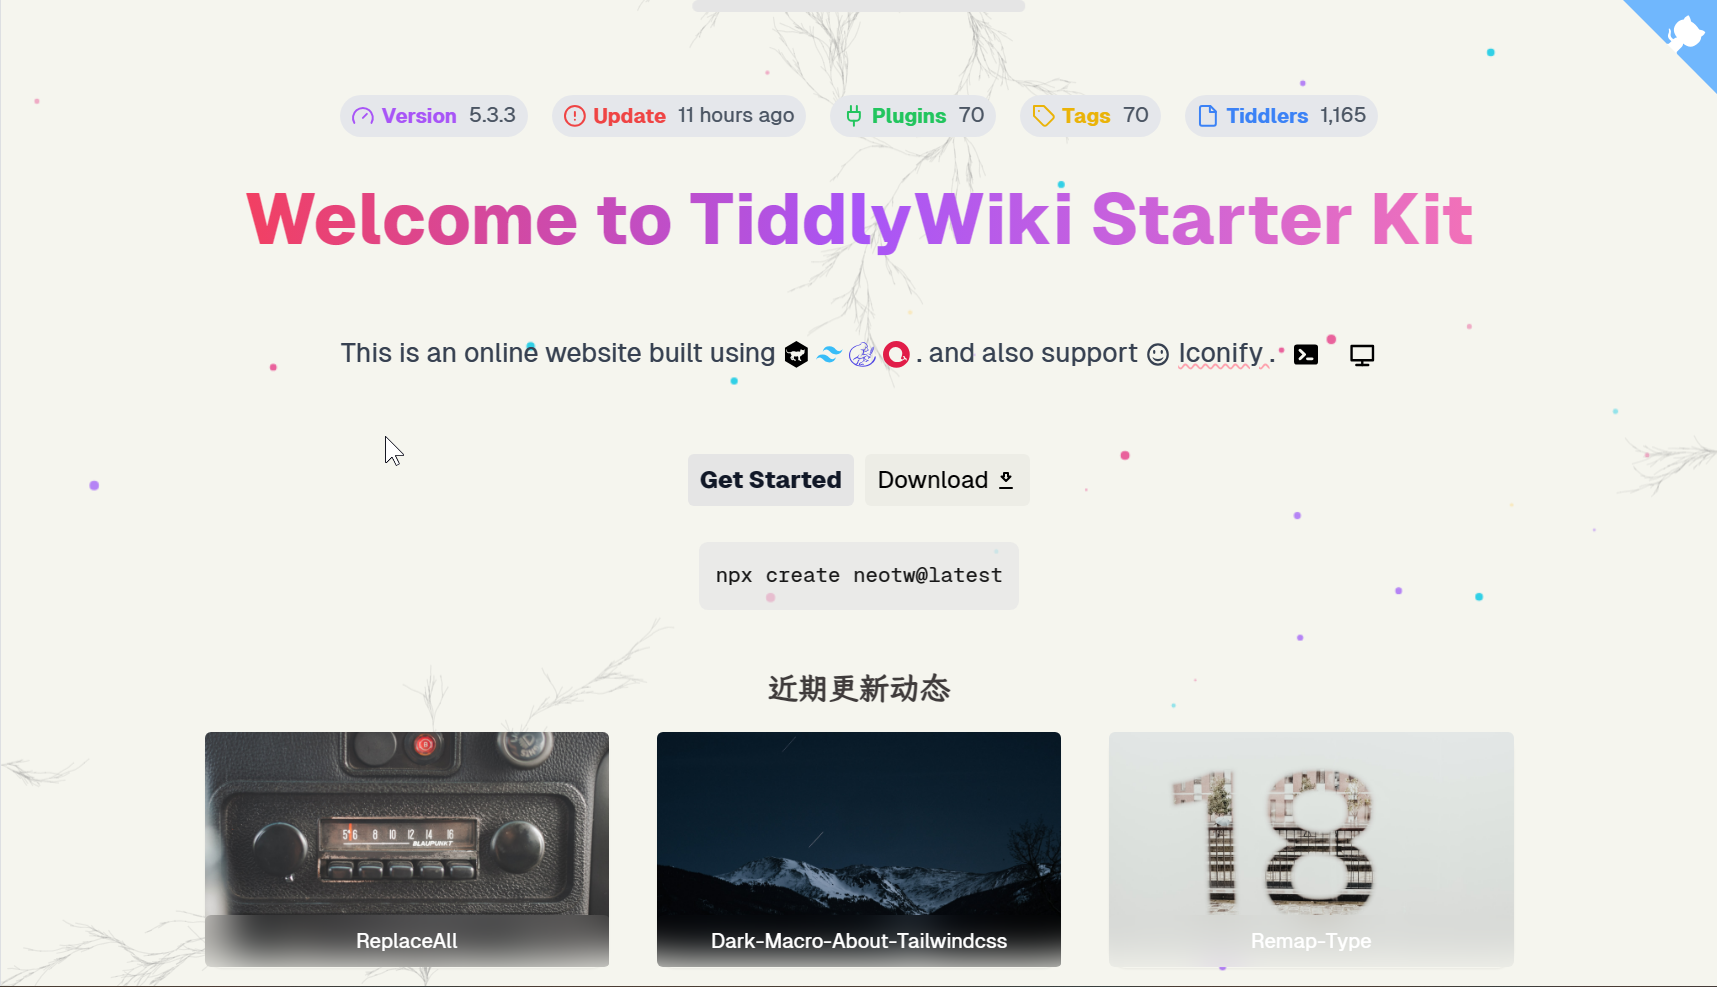 Version 5.3.3 Update 11 hours ago Plugins 70 Tags 70 Tiddlers 1,165
Welcome to TiddlyWiki Starter Kit
This is an online website built using . and also support Iconify .
Get Started Download
npx create neotw@latest
近期更新动态
5 6 8 10 12 14 16
BLAUPUNKT
18
ReplaceAll Dark-Macro-About-Tailwindcss Remap-Type